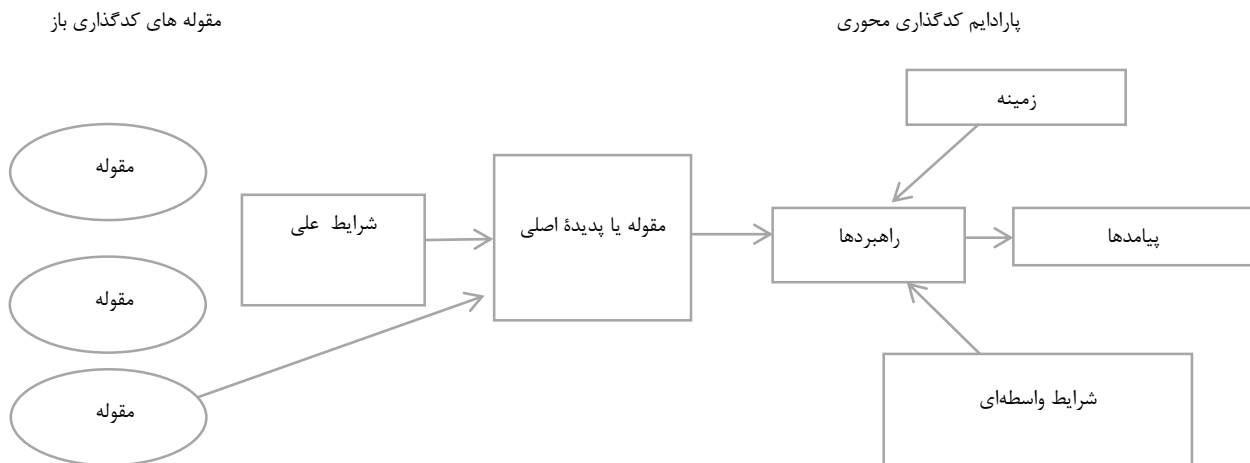 پارادایم کدگذاری محوری
مقوله های کدگذاری باز
زمینه
مقوله
شرایط علی
مقوله یا پدیدۀ اصلی
راهبردها
پیامدها
مقوله
مقوله
شرایط واسطه‌ای